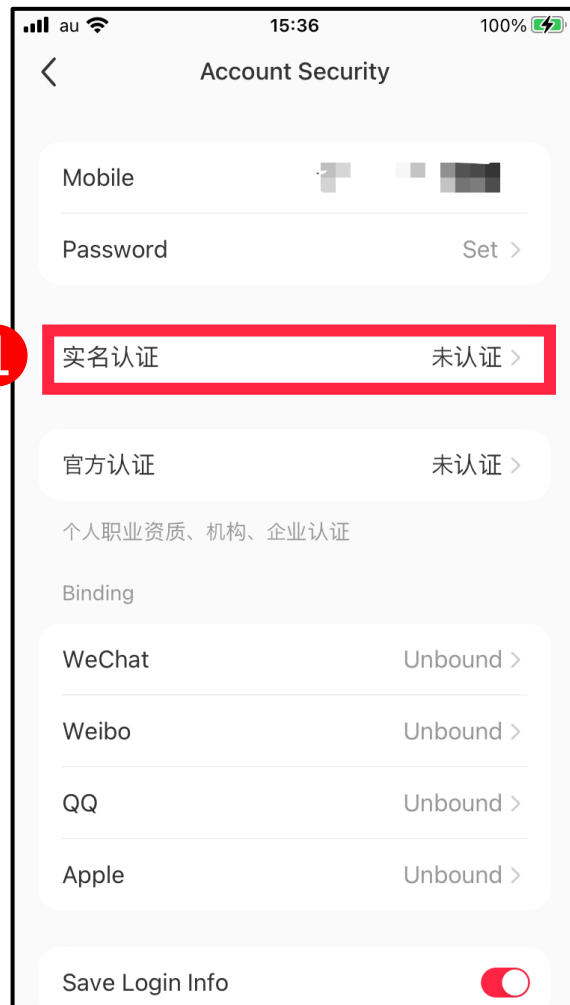 au 15:36 100%
Account Security
Mobile
Password Set
1
实名认证 未认证
官方认证 未认证
个人职业资质、机构、企业认证
Binding
WeChat Unbound
Weibo Unbound
QQ Unbound
Apple Unbound
Save Login Info